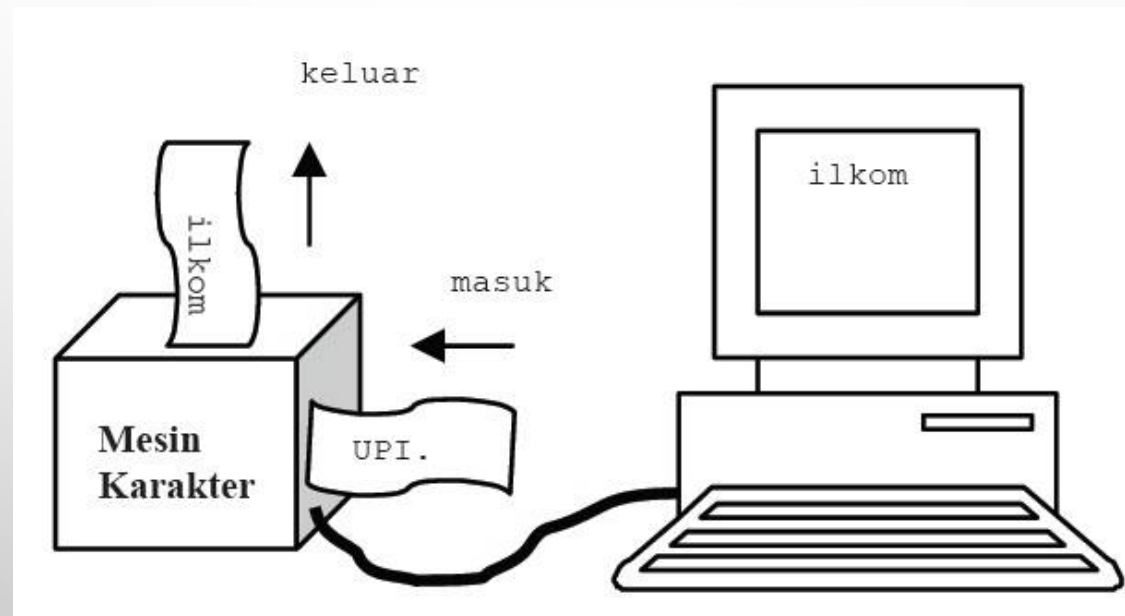 keluar
ilkom
ilkom
masuk
UPI.
Mesin
Karakter